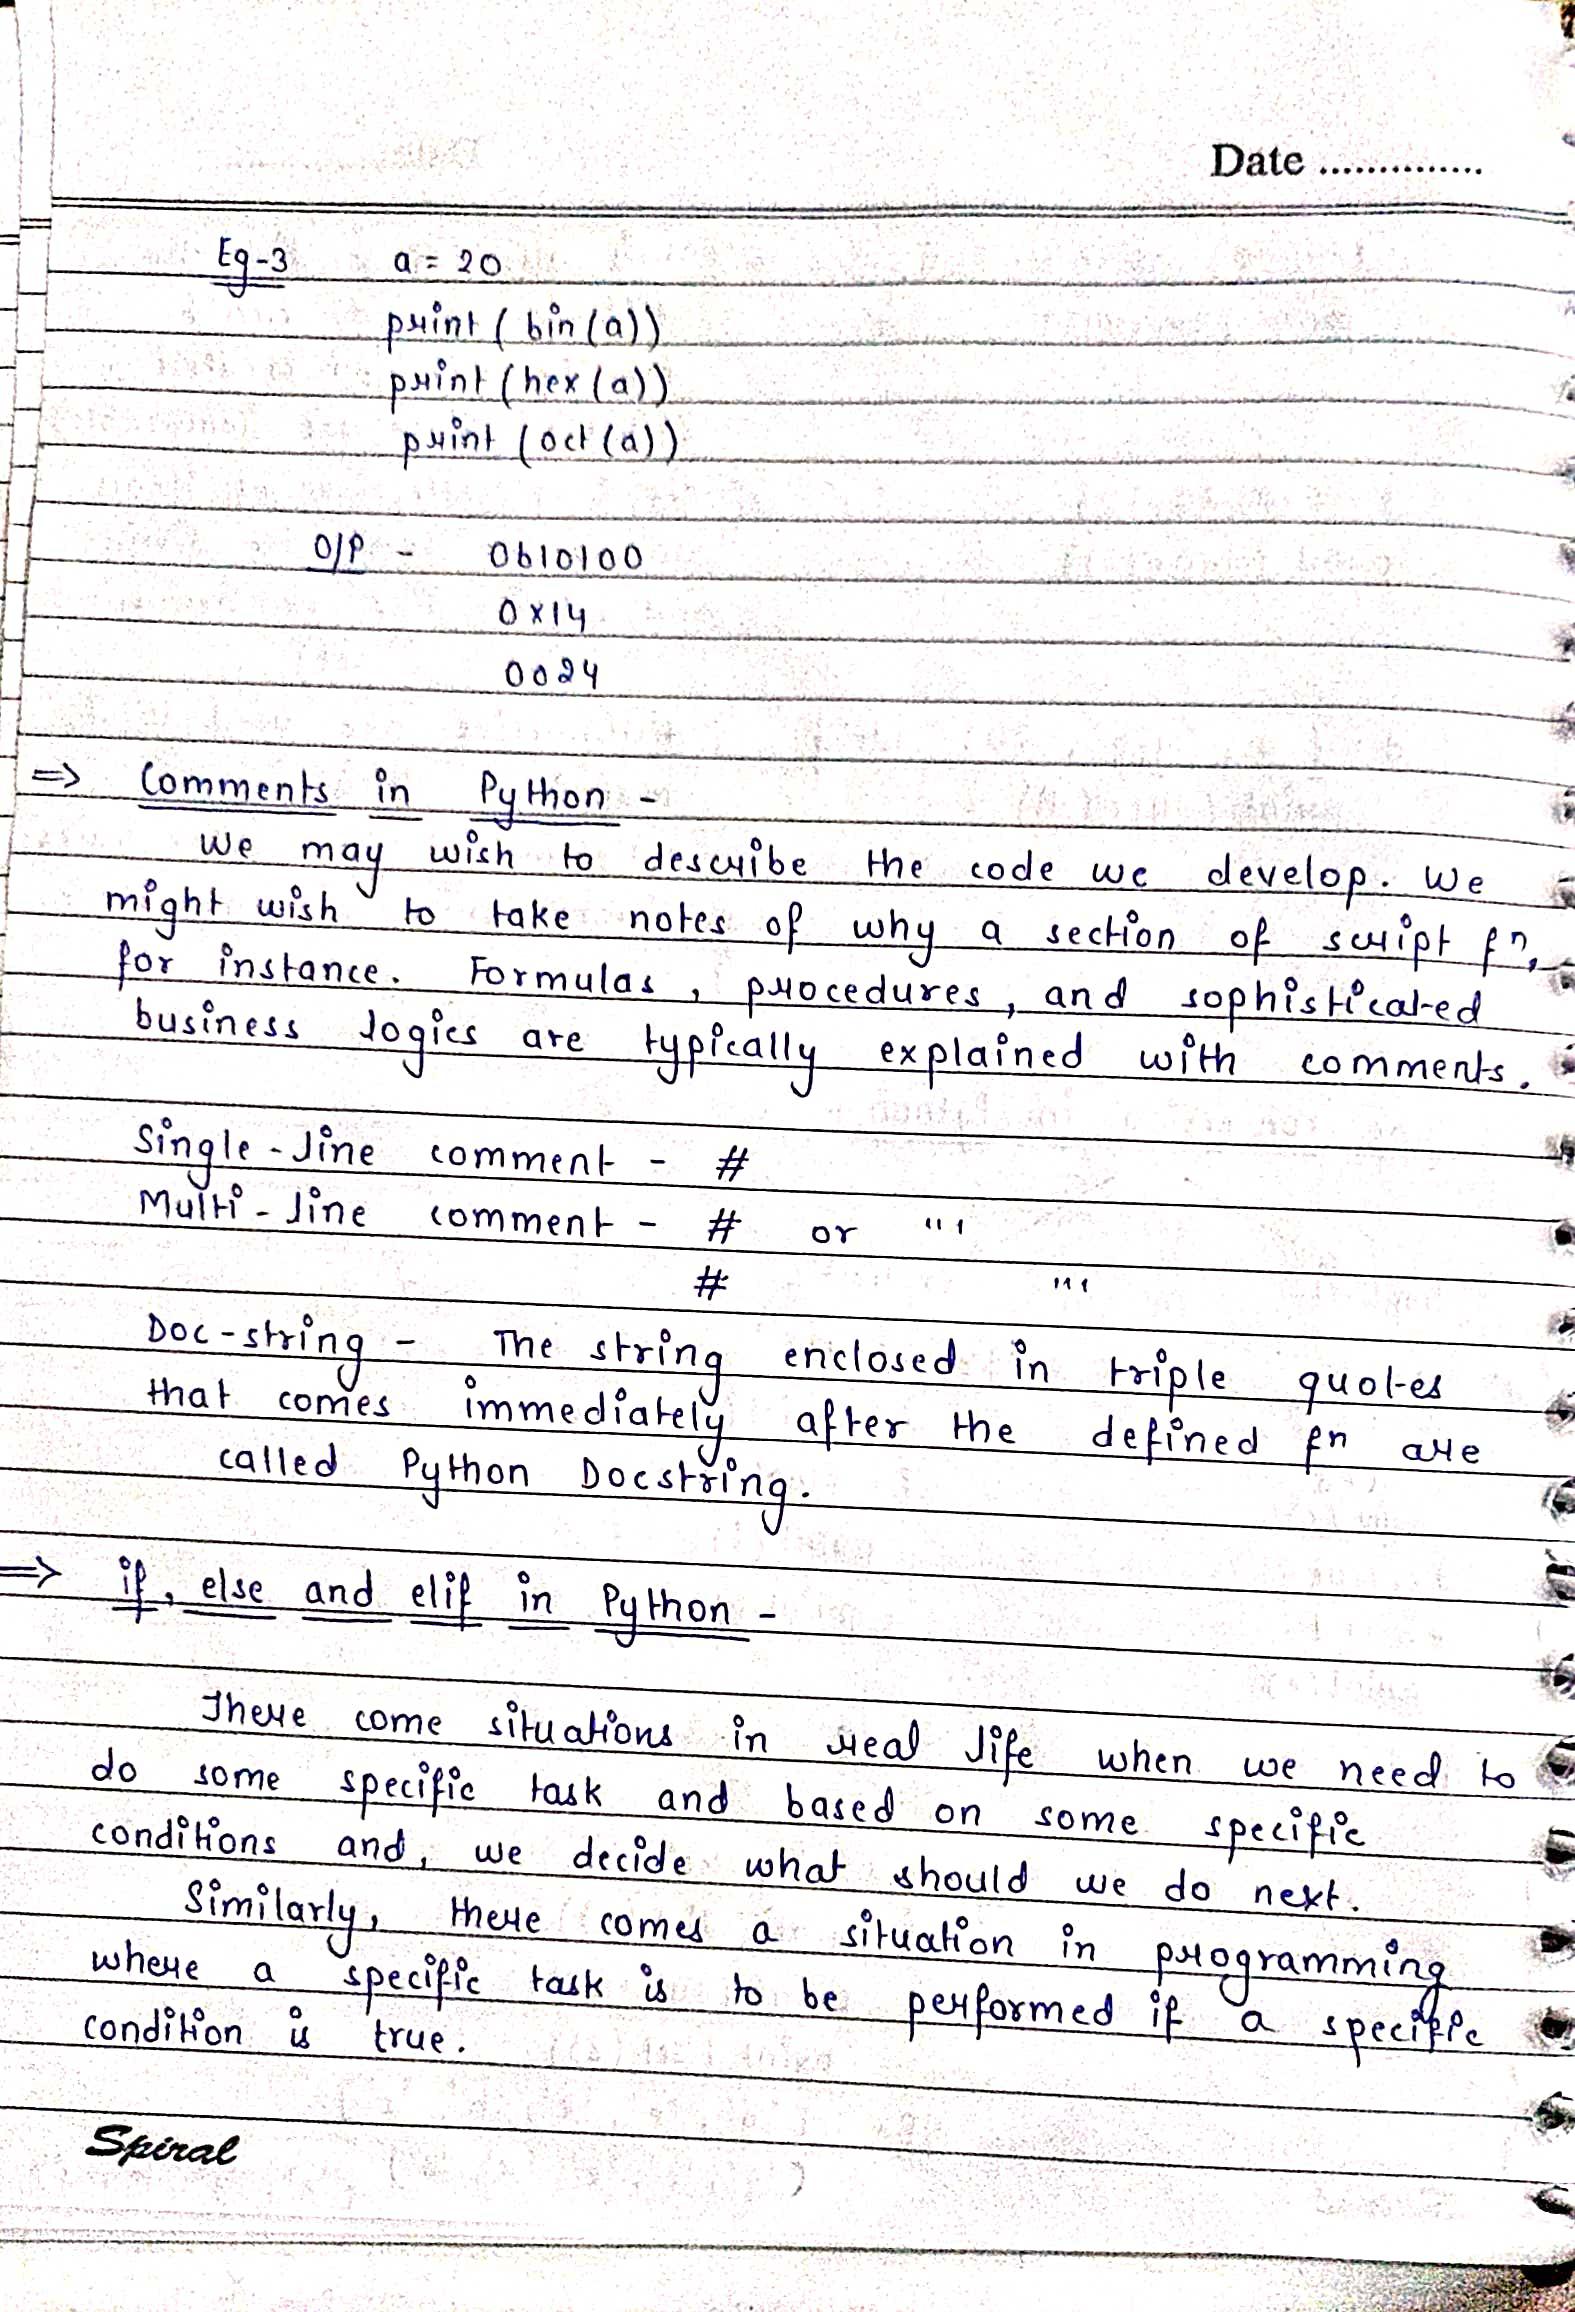 Date ...............
Eg-3 a = 20
print ( bin (a))
print (hex (a))
print (oct (a))
O/P - 0b10100
0x14
0o24
=> Comments in Python -
We may wish to describe the code we develop. We
might wish to take notes of why a section of script fn,
for instance. Formulas, procedures, and sophisticated
business logics are typically explained with comments.
Single-line comment - #
Multi-line comment - # or '''
# '''
Doc-string - The string enclosed in triple quotes
that comes immediately after the defined fn are
called Python Docstring.
=> if, else and elif in Python -
There come situations in real life when we need to
do some specific task and based on some specific
conditions and, we decide what should we do next.
Similarly, there comes a situation in programming
where a specific task is to be performed if a specific
condition is true.
Spiral